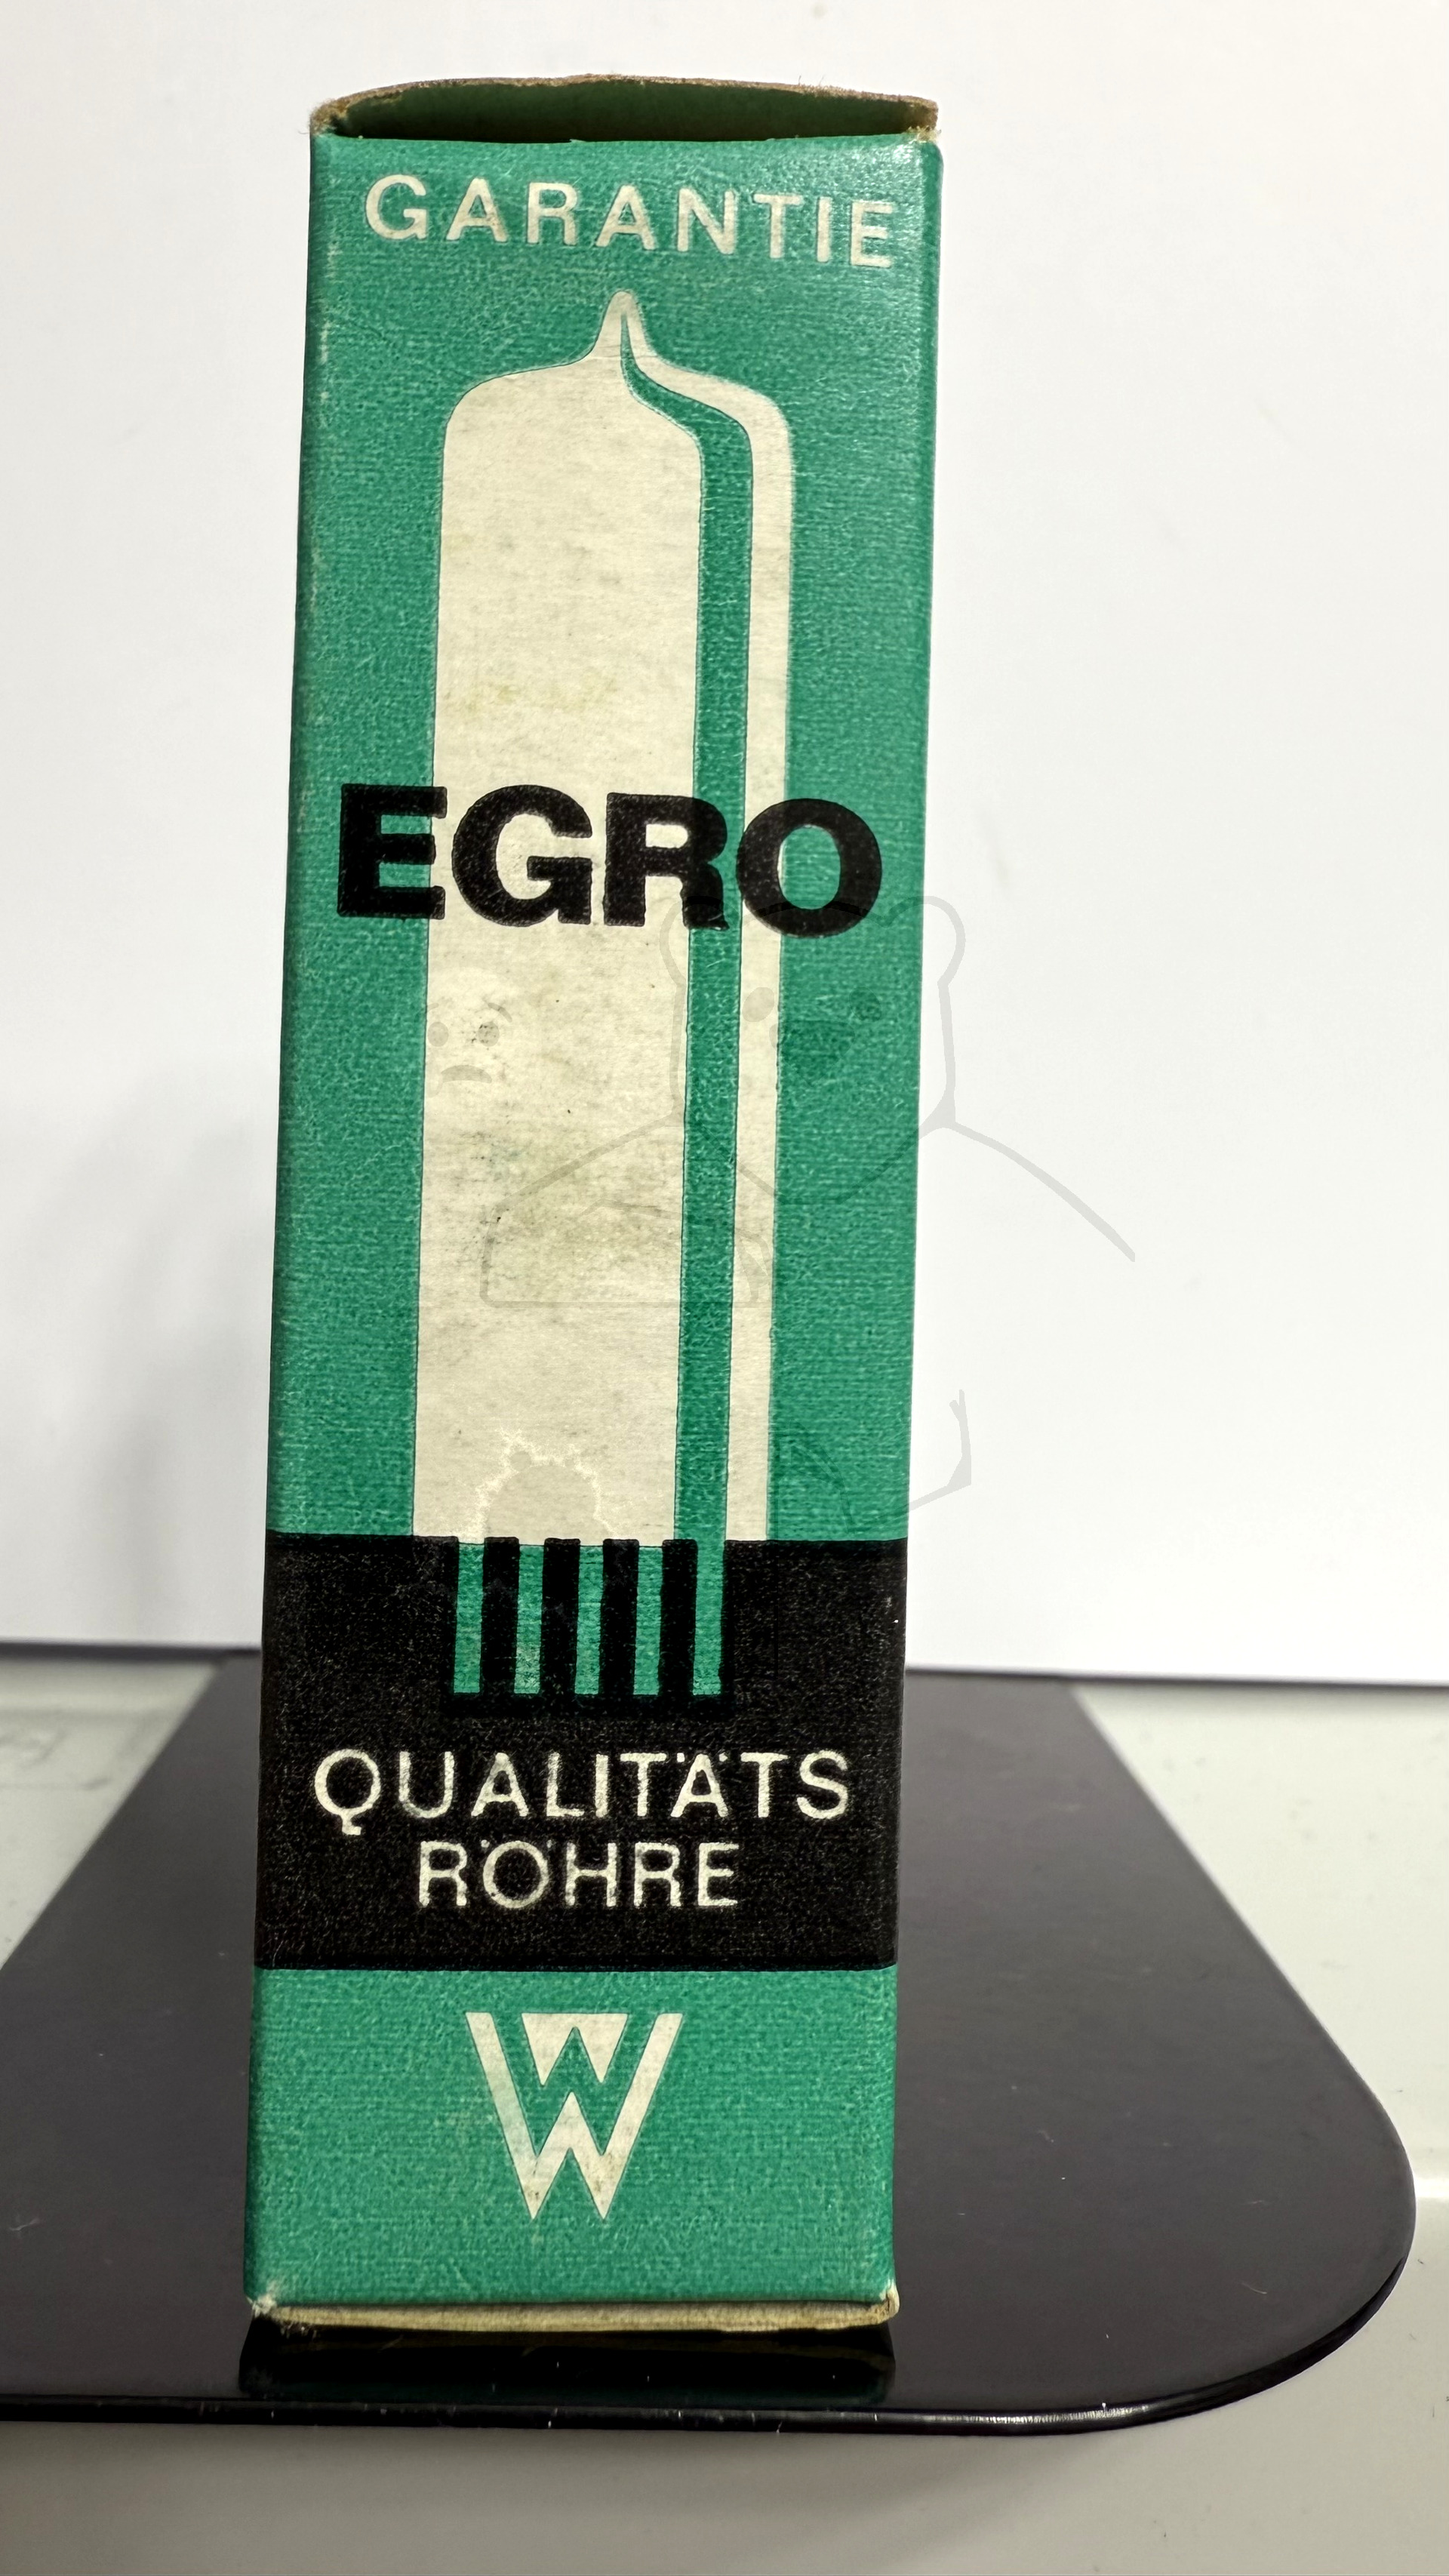 GARANTIE
EGRO
QUALITÄTS
RÖHRE
W